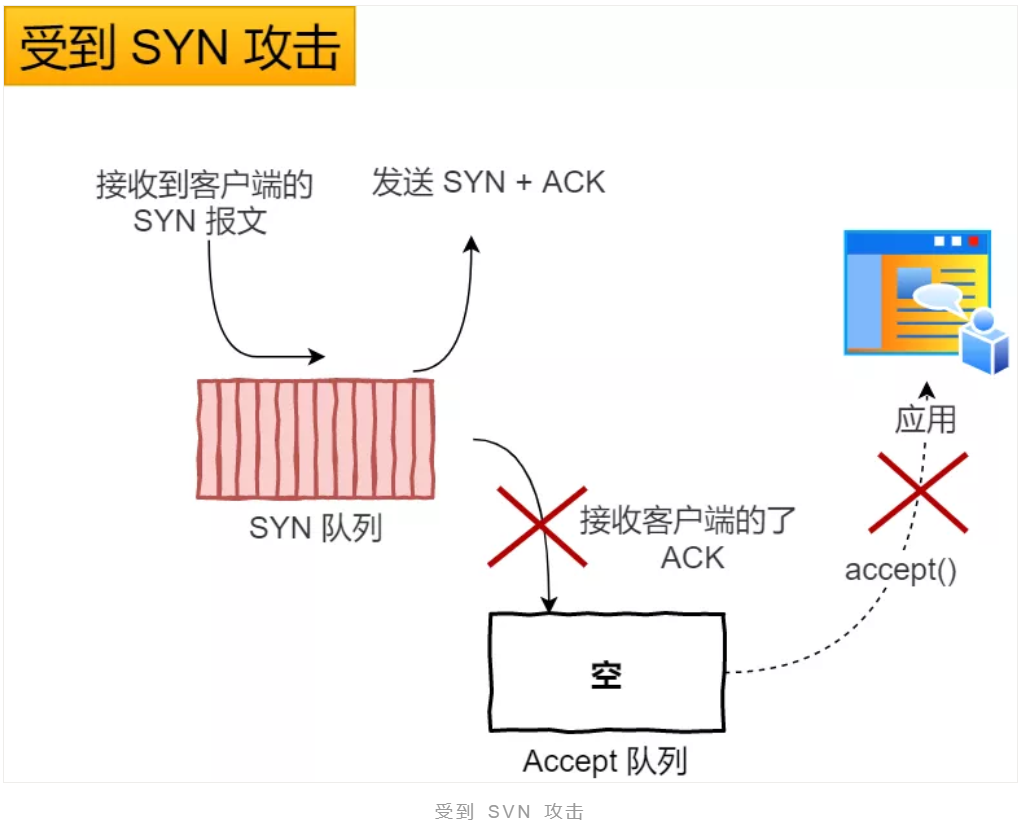 受到 SYN 攻击
接收到客户端的
SYN 报文
发送 SYN + ACK
应用
SYN 队列
接收客户端的了
ACK
accept()
空
Accept 队列
受到 SVN 攻击